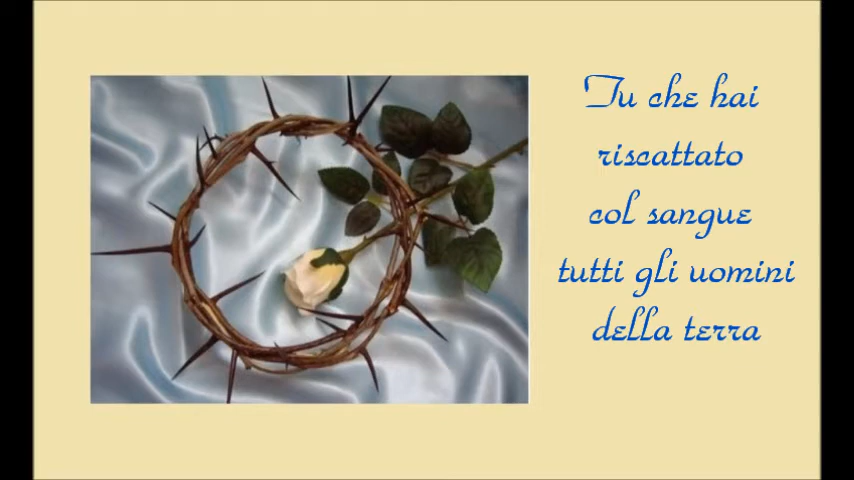 Tu che hai
riscattato
col sangue
tutti gli uomini
della terra